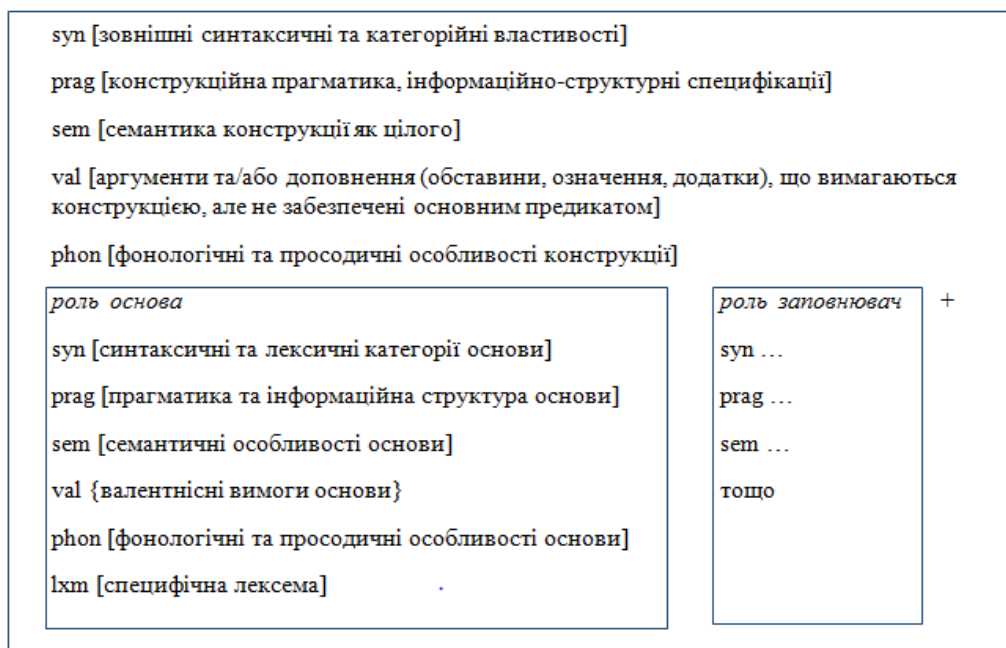 syn [зовнішні синтаксичні та категорійні властивості]
prag [конструкційна прагматика, інформаційно-структурні специфікації]
sem [семантика конструкції як цілого]
val [аргументи та/або доповнення (обставини, означення, додатки), що вимагаються
конструкцією, але не забезпечені основним предикатом]
phon [фонологічні та просодичні особливості конструкції]
роль основа
syn [синтаксичні та лексичні категорії основи]
prag [прагматика та інформаційна структура основи]
sem [семантичні особливості основи]
val {валентнісні вимоги основи}
phon [фонологічні та просодичні особливості основи]
lxm [специфічна лексема]
роль заповнювач +
syn …
prag …
sem …
тощо